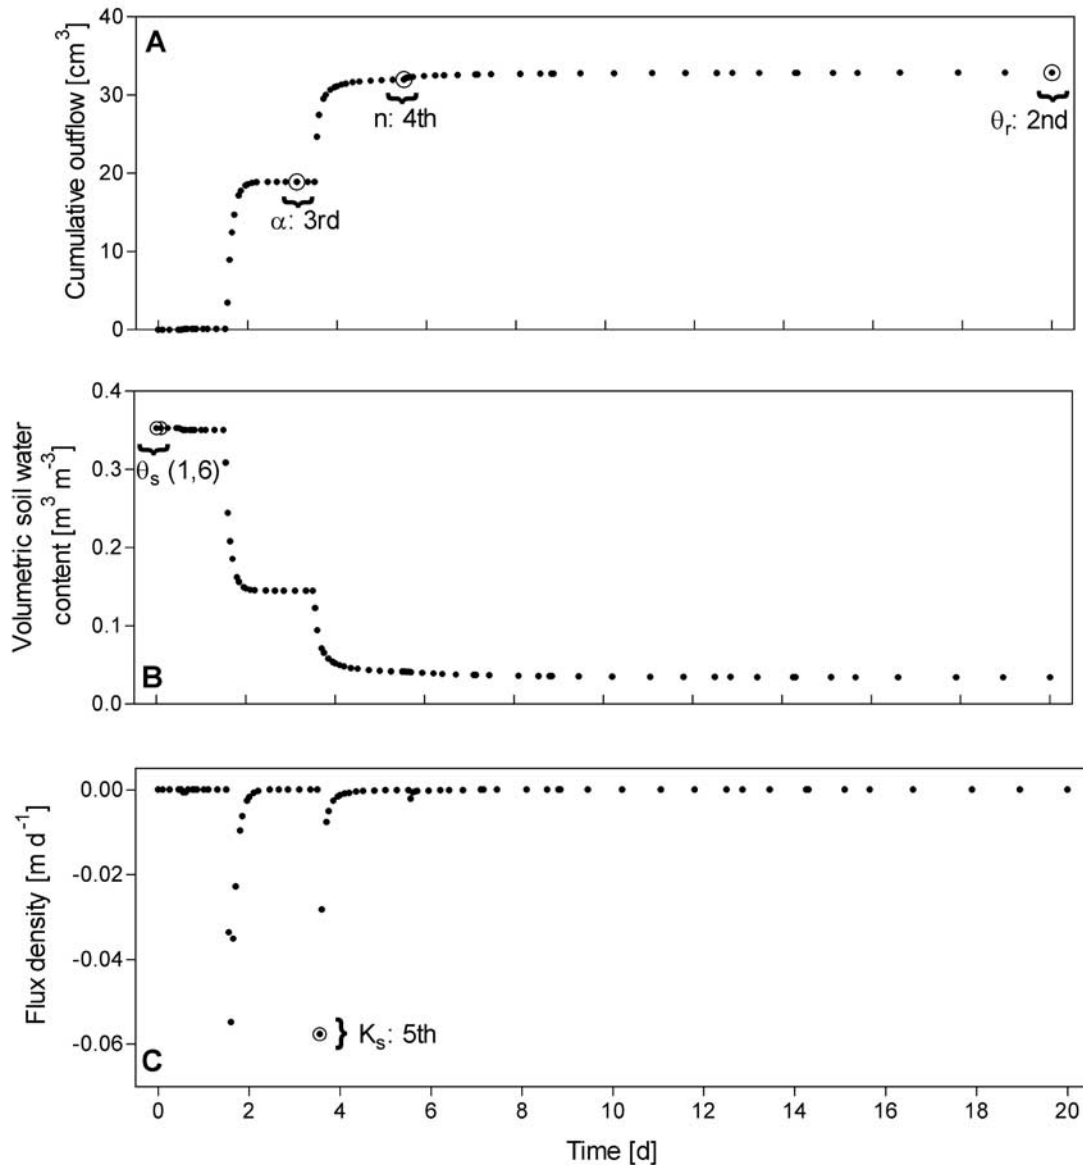 A
Cumulative outflow [cm³]
40
30
20
10
0
n: 4th
α: 3rd
θᵣ: 2nd
B
Volumetric soil water
content [m³ m⁻³]
0.4
0.3
0.2
0.1
0.0
θₛ (1,6)
C
Flux density [m d⁻¹]
0.00
-0.02
-0.04
-0.06
Kₛ: 5th
0 2 4 6 8 10 12 14 16 18 20
Time [d]